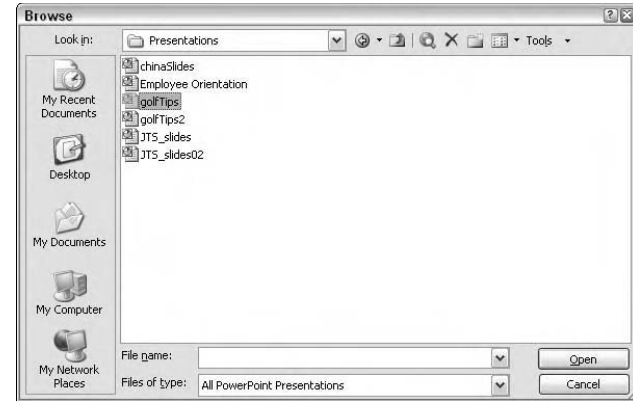 Browse
Look in: Presentations Tools
chinaSlides
Employee Orientation
golfTips
golfTips2
JTS_slides
JTS_slides02
My Recent
Documents
Desktop
My Documents
My Computer
My Network
Places
File name: Open
Files of type: All PowerPoint Presentations Cancel